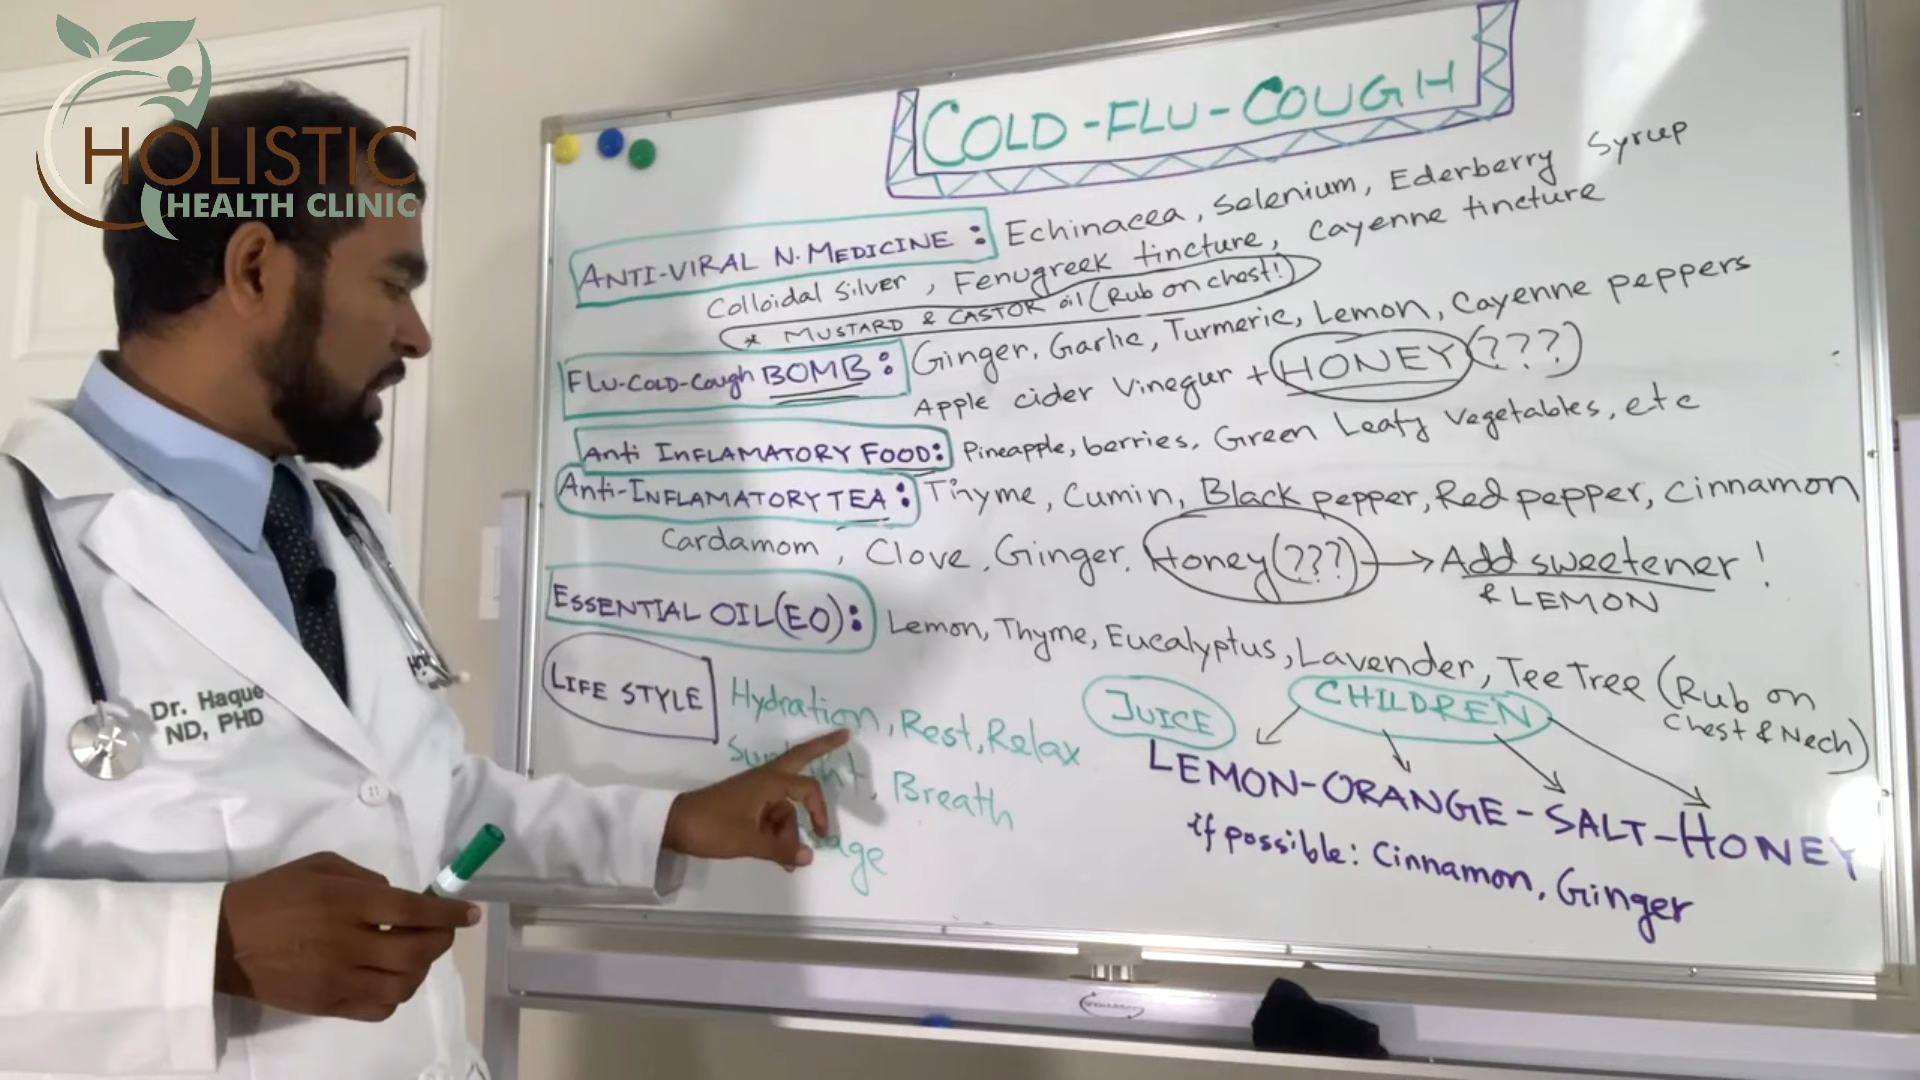 HOLISTIC
HEALTH CLINIC
COLD-FLU-COUGH
ANTI-VIRAL N. MEDICINE: Echinacea, Selenium, Ederberry Syrup
Colloidal Silver, Fenugreek tincture, Cayenne tincture
* MUSTARD & CASTOR oil (Rub on chest!)
FLU-COLD-Cough BOMB: Ginger, Garlic, Turmeric, Lemon, Cayenne peppers
Apple cider Vinegur + HONEY (???)
Anti INFLAMATORY FOOD: Pineapple, berries, Green Leafy Vegetables, etc
Anti-INFLAMATORY TEA: Thyme, Cumin, Black pepper, Red pepper, Cinnamon
Cardamom, Clove, Ginger, Honey (???) → Add sweetener!
& LEMON
ESSENTIAL OIL (EO): Lemon, Thyme, Eucalyptus, Lavender, Tee Tree (Rub on
Chest & Nech)
LIFE STYLE
Hydration, Rest, Relax
Breath
JUICE
CHILDREN
LEMON-ORANGE-SALT-HONEY
if possible: Cinnamon, Ginger
Dr. Haque
ND, PHD